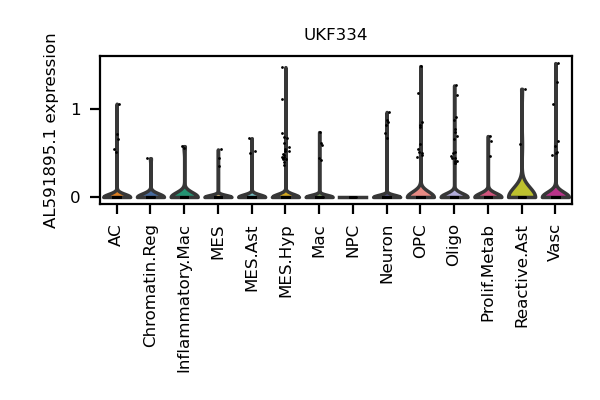 UKF334
AL591895.1 expression
1
0
AC
Chromatin.Reg
Inflammatory.Mac
MES
MES.Ast
MES.Hyp
Mac
NPC
Neuron
OPC
Oligo
Prolif.Metab
Reactive.Ast
Vasc